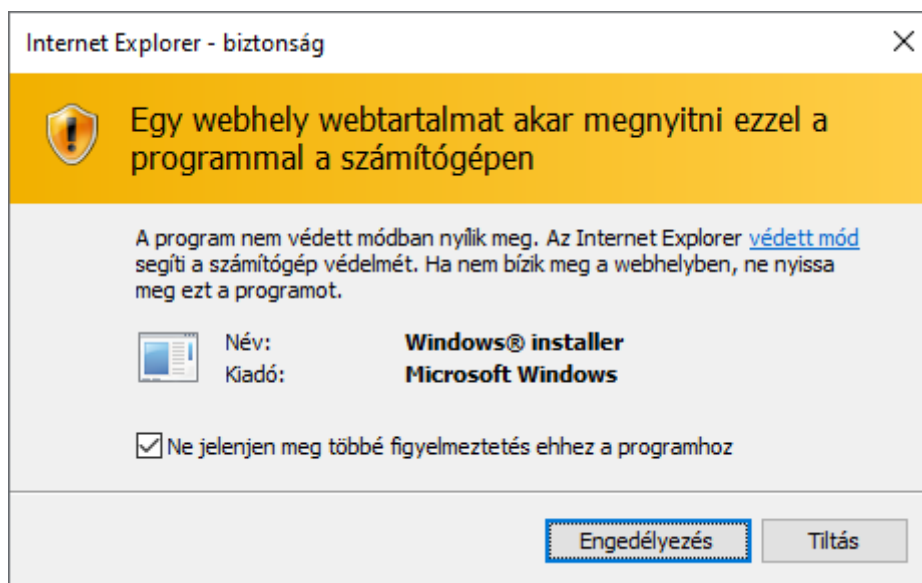 Internet Explorer - biztonság
Egy webhely webtartalmat akar megnyitni ezzel a
programmal a számítógépen
A program nem védett módban nyílik meg. Az Internet Explorer védett mód
segíti a számítógép védelmét. Ha nem bízik meg a webhelyben, ne nyissa
meg ezt a programot.
Név: Windows® installer
Kiadó: Microsoft Windows
Ne jelenjen meg többé figyelmeztetés ehhez a programhoz
Engedélyezés Tiltás